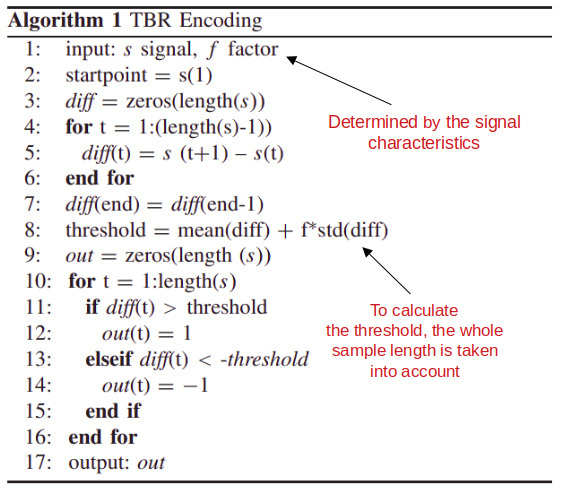 Algorithm 1 TBR Encoding
1: input: s signal, f factor
2: startpoint = s(1)
3: diff = zeros(length(s))
4: for t = 1:(length(s)-1))
5: diff(t) = s (t+1) – s(t)
6: end for
7: diff(end) = diff(end-1)
8: threshold = mean(diff) + f*std(diff)
9: out = zeros(length (s))
10: for t = 1:length(s)
11: if diff(t) > threshold
12: out(t) = 1
13: elseif diff(t) < -threshold
14: out(t) = −1
15: end if
16: end for
17: output: out
Determined by the signal
characteristics
To calculate
the threshold, the whole
sample length is taken
into account